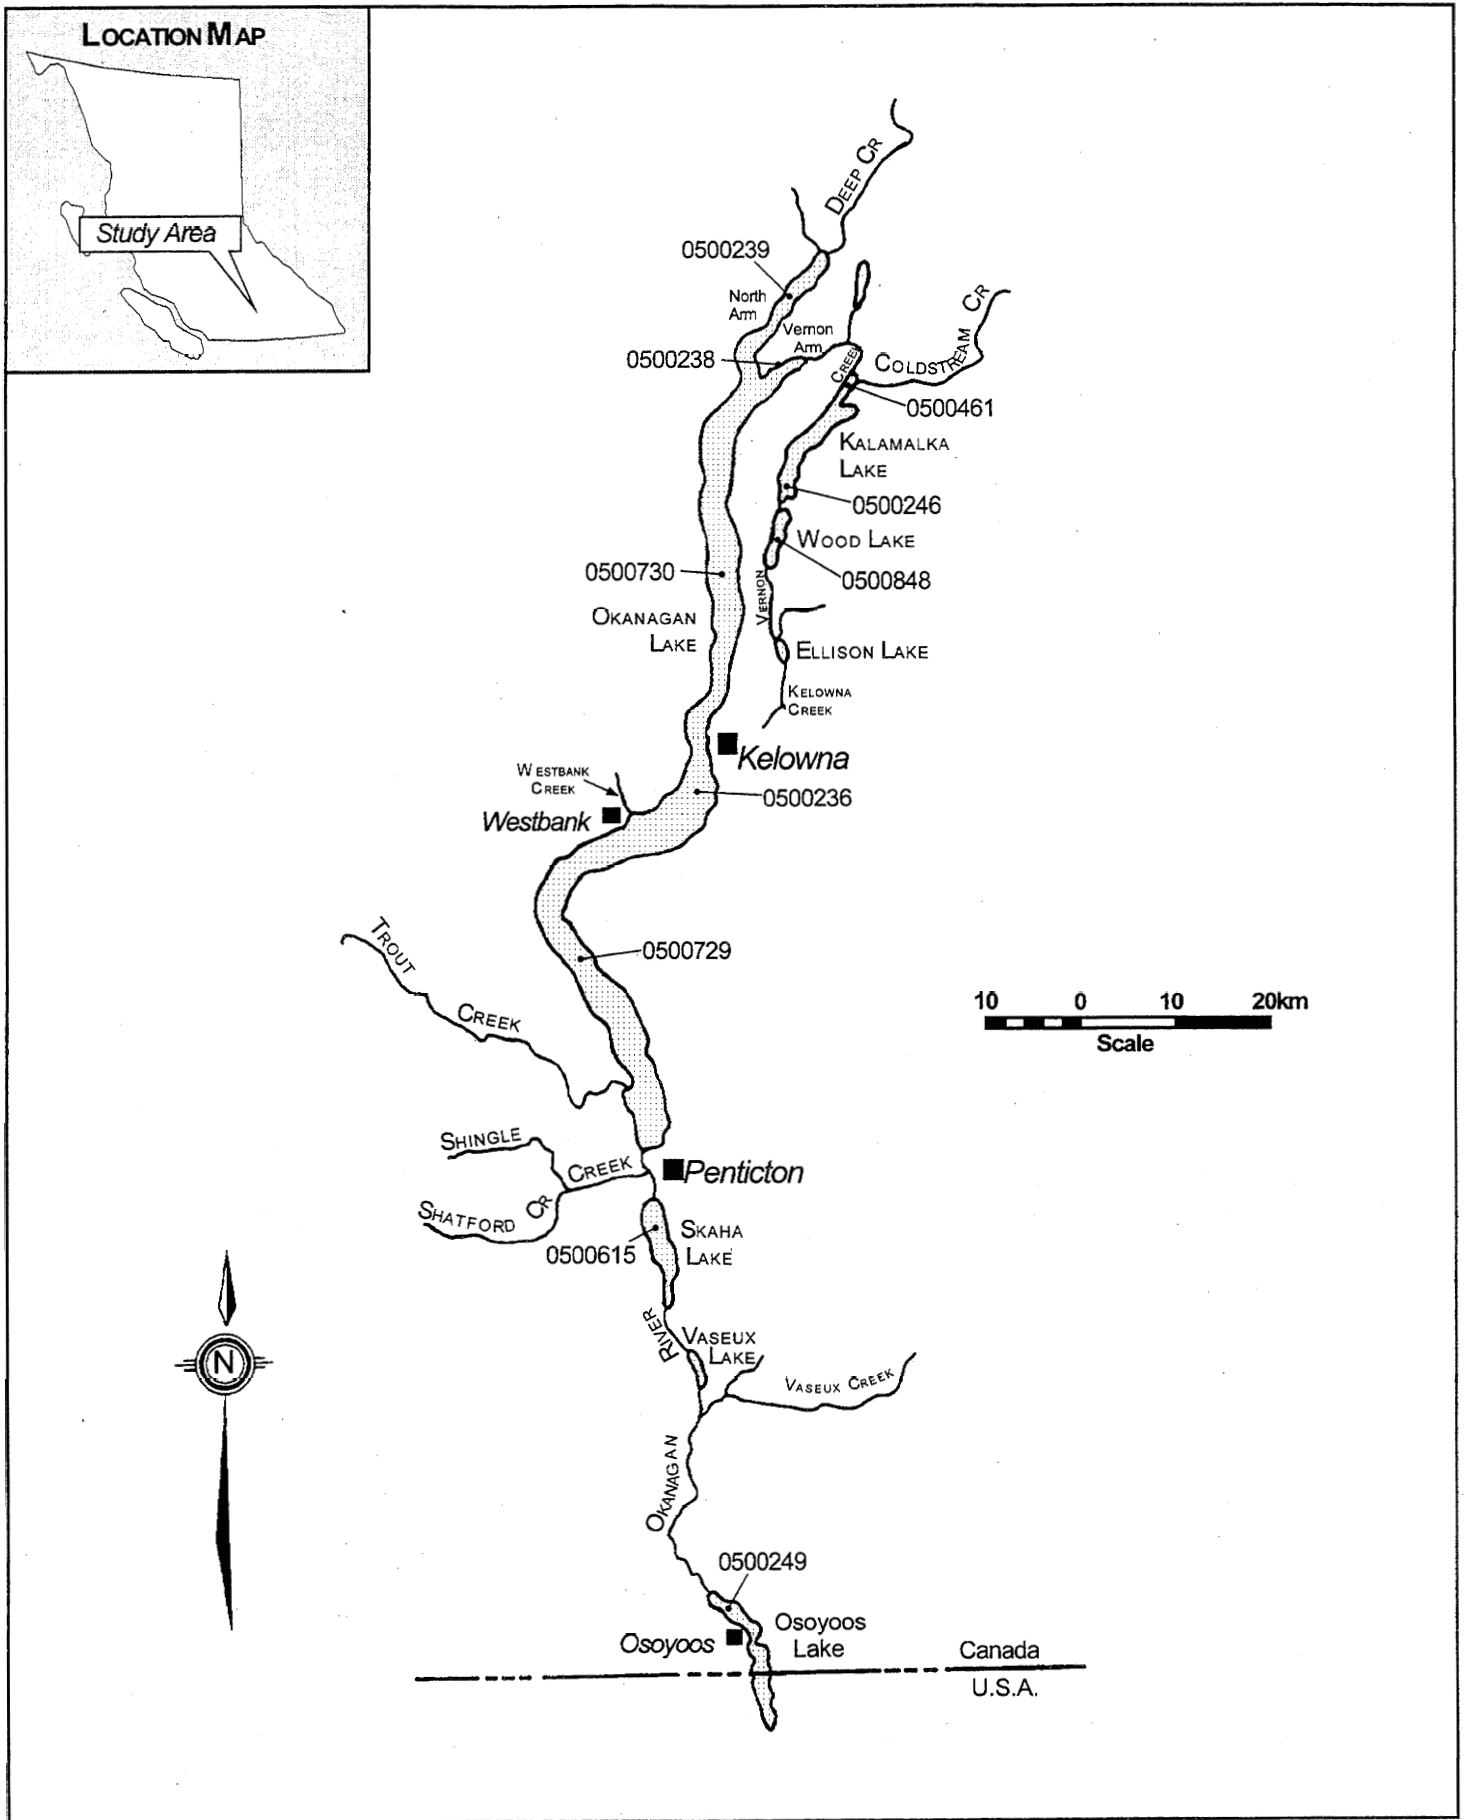 LOCATION MAP
Study Area
DEEP CR
0500239
North
Arm
Vernon
Arm
0500238
CREEK
COLDSTREAM CR
0500461
KALAMALKA
LAKE
0500246
WOOD LAKE
0500848
0500730
VERNON
OKANAGAN
LAKE
ELLISON LAKE
KELOWNA
CREEK
Kelowna
WESTBANK
CREEK
0500236
Westbank
TROUT
CREEK
0500729
10 0 10 20km
Scale
SHINGLE
CREEK
Penticton
SHATFORD CR
0500615
SKAHA
LAKE
RIVER
VASEUX
LAKE
VASEUX CREEK
N
OKANAGAN
0500249
Osoyoos
Osoyoos
Lake
Canada
U.S.A.